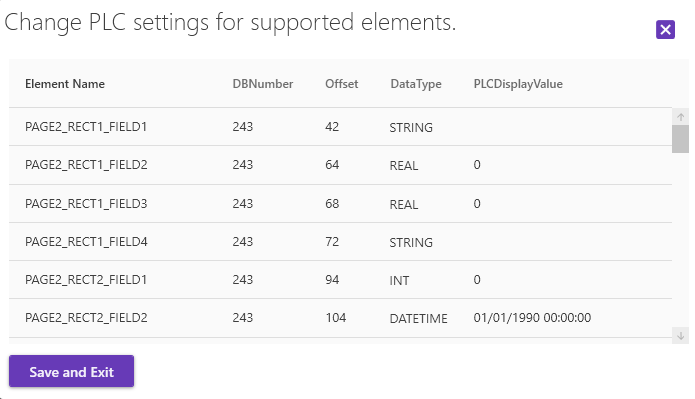 Change PLC settings for supported elements.
Element Name DBNumber Offset DataType PLCDisplayValue
PAGE2_RECT1_FIELD1 243 42 STRING
PAGE2_RECT1_FIELD2 243 64 REAL 0
PAGE2_RECT1_FIELD3 243 68 REAL 0
PAGE2_RECT1_FIELD4 243 72 STRING
PAGE2_RECT2_FIELD1 243 94 INT 0
PAGE2_RECT2_FIELD2 243 104 DATETIME 01/01/1990 00:00:00
Save and Exit